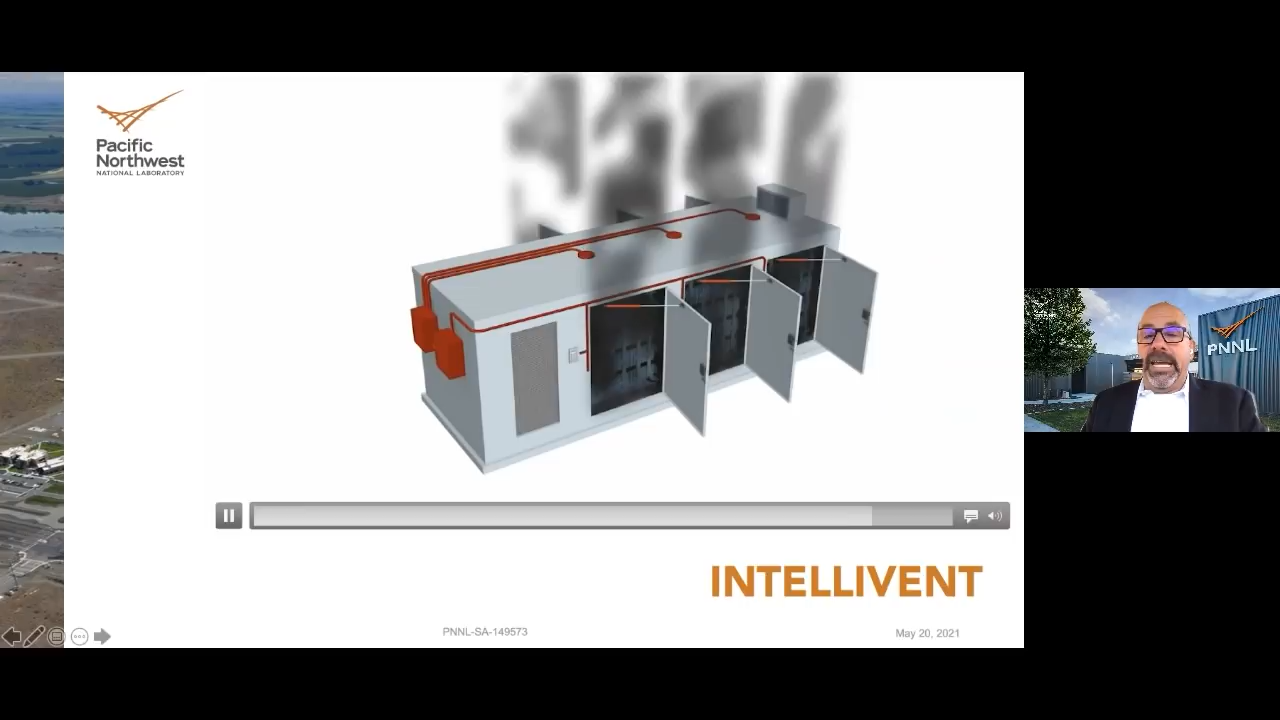 Pacific
Northwest
NATIONAL LABORATORY
PNNL
INTELLIVENT
PNNL-SA-149573
May 20, 2021